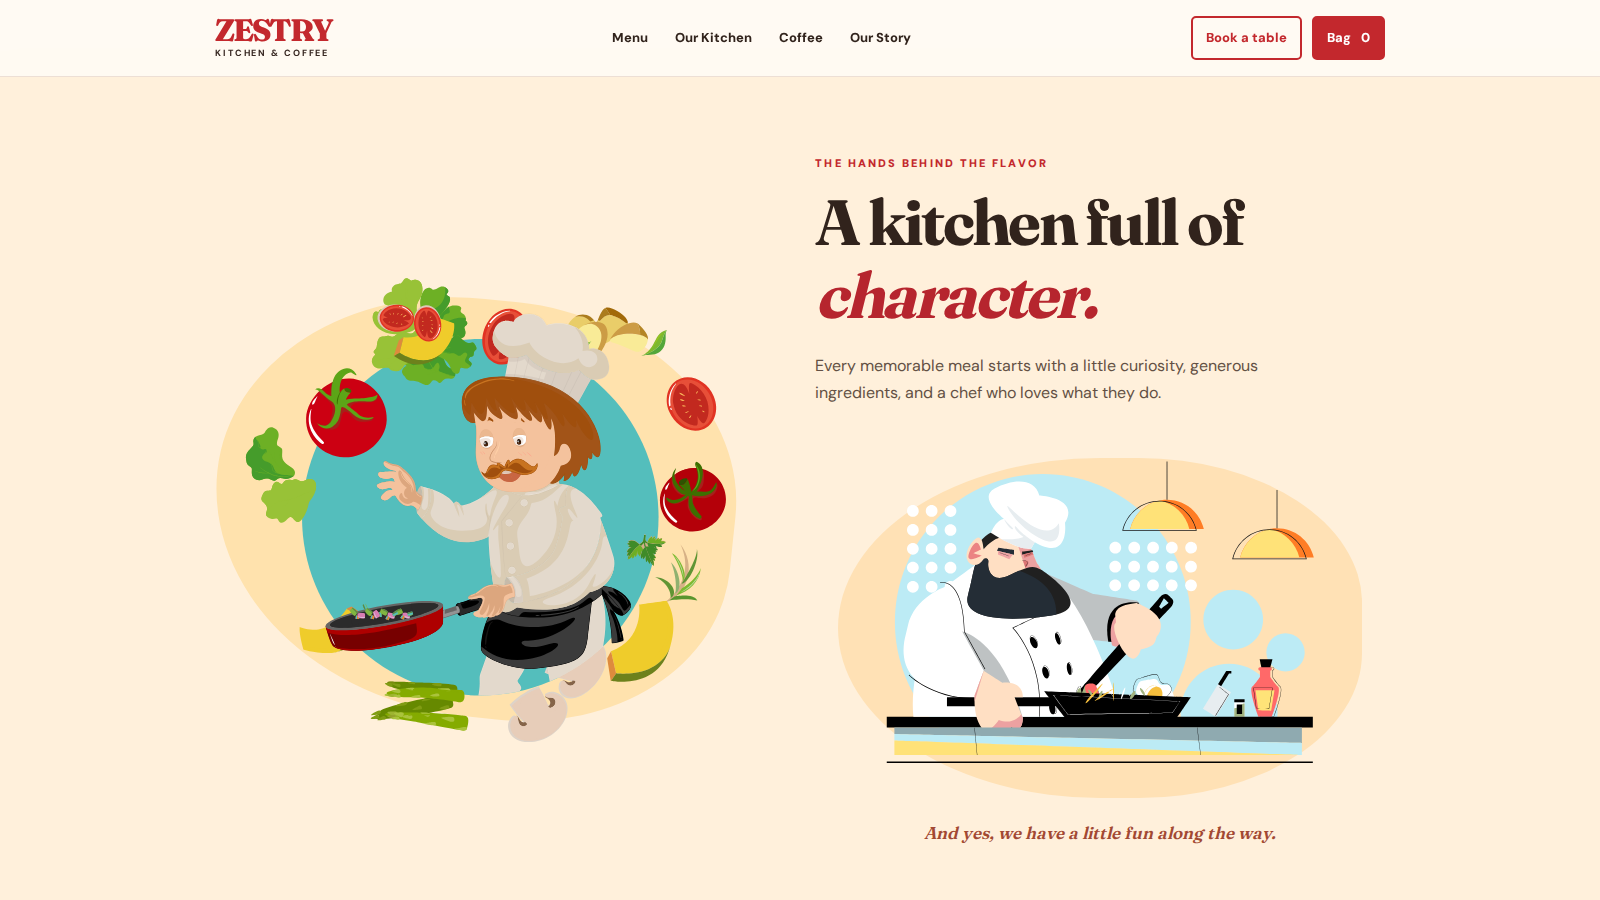 ZESTRY
KITCHEN & COFFEE
Menu
Our Kitchen
Coffee
Our Story
Book a table
Bag 0
THE HANDS BEHIND THE FLAVOR
A kitchen full of
character.
Every memorable meal starts with a little curiosity, generous
ingredients, and a chef who loves what they do.
And yes, we have a little fun along the way.